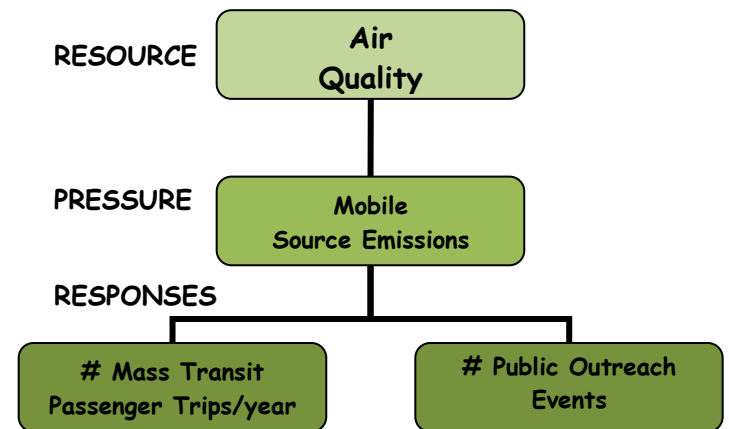 RESOURCE
Air
Quality
PRESSURE
Mobile
Source Emissions
RESPONSES
# Mass Transit
Passenger Trips/year
# Public Outreach
Events